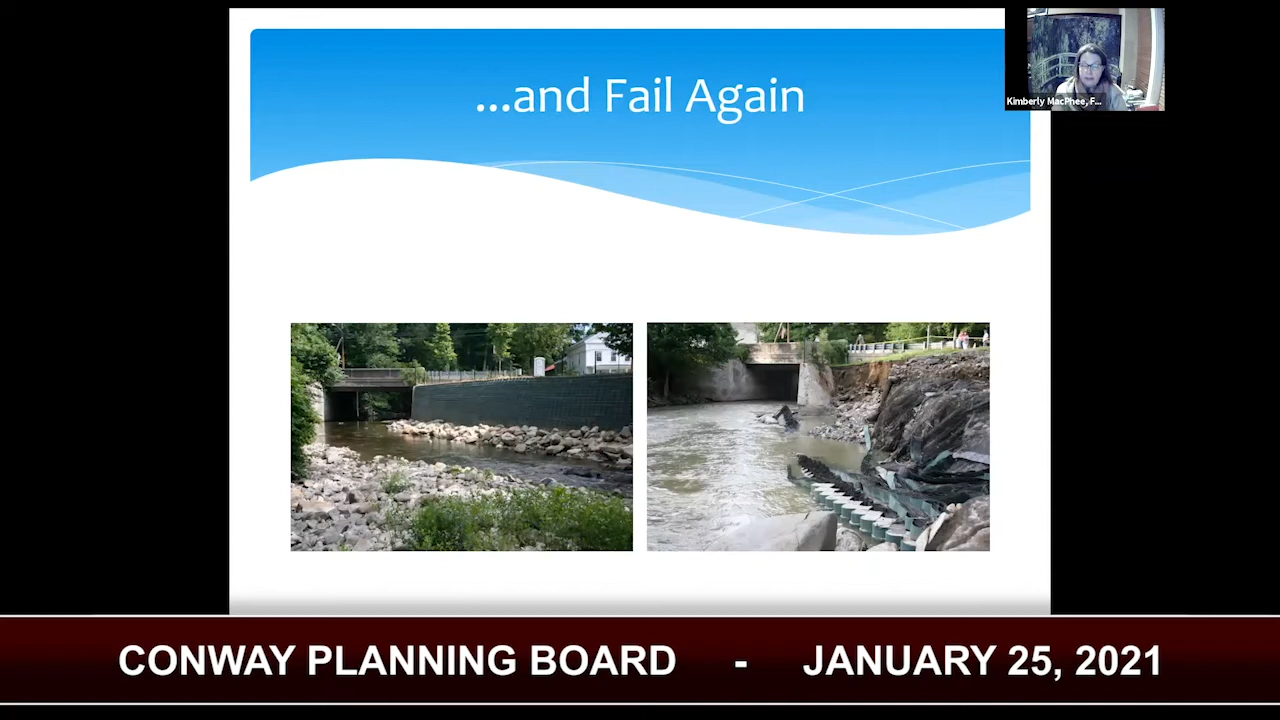 ...and Fail Again
Kimberly MacPhee, F...
CONWAY PLANNING BOARD - JANUARY 25, 2021